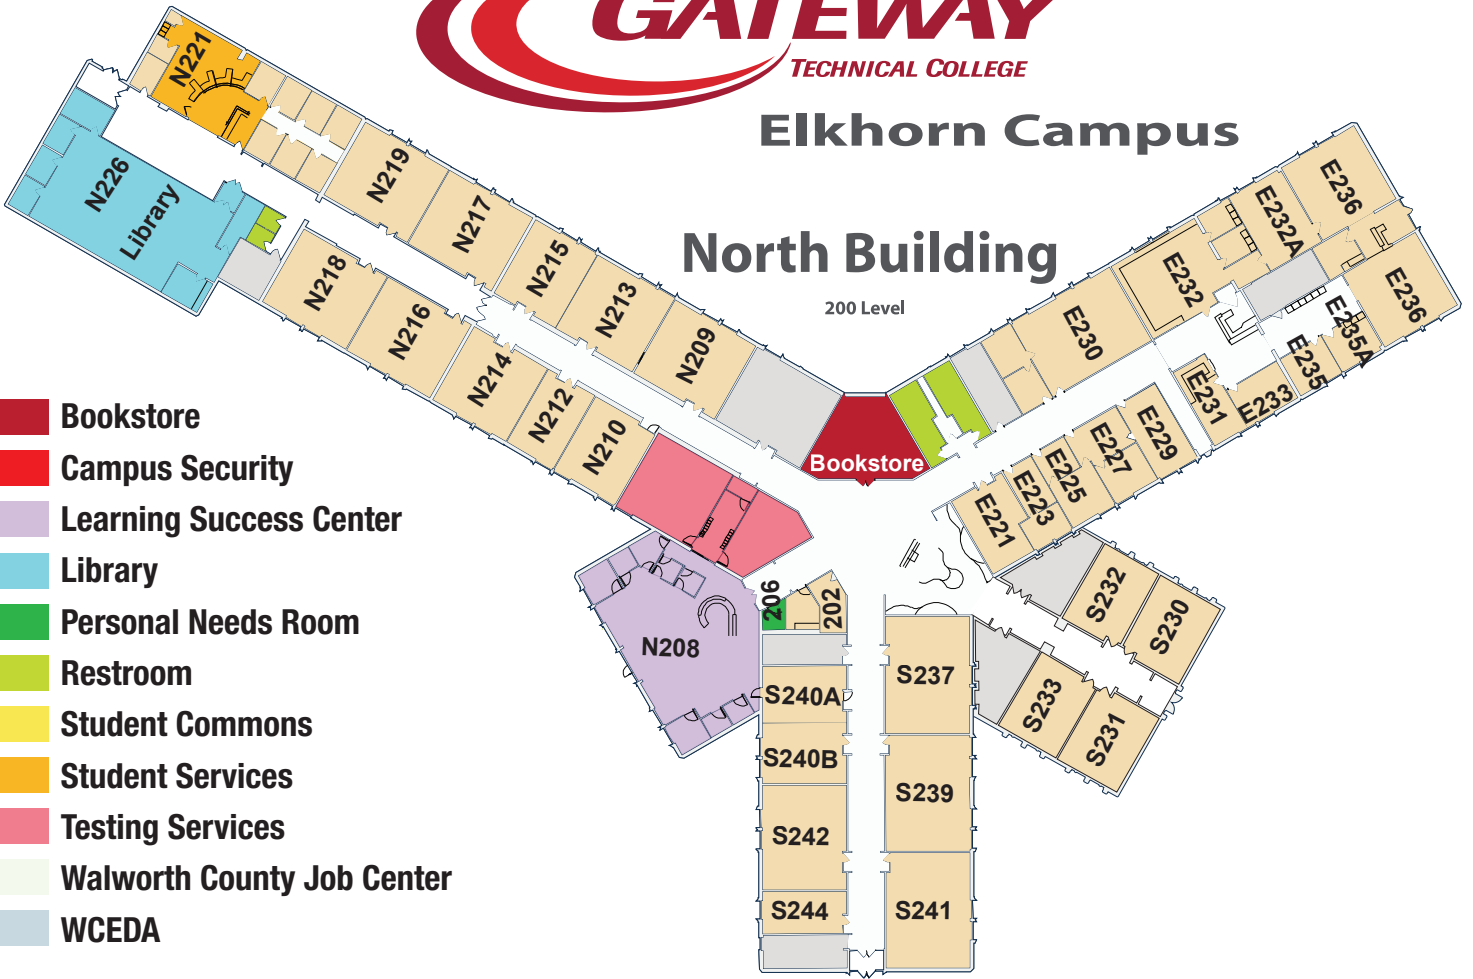 GATEWAY
TECHNICAL COLLEGE
Elkhorn Campus
North Building
200 Level
N221
N226
Library
N219
N217
N215
N213
N209
N218
N216
N214
N212
N210
Bookstore
E236
E232A
E232
E230
E236
E235A
E235
E233
E231
E229
E227
E225
E223
E221
S232
S230
S233
S231
206
202
N208
S237
S240A
S240B
S239
S242
S244
S241
Bookstore
Campus Security
Learning Success Center
Library
Personal Needs Room
Restroom
Student Commons
Student Services
Testing Services
Walworth County Job Center
WCEDA